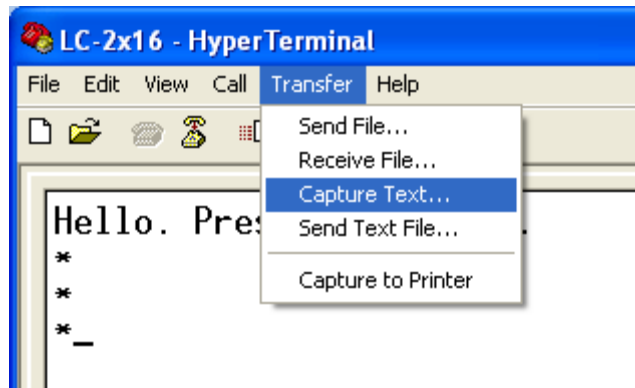 LC-2x16 - HyperTerminal
File Edit View Call Transfer Help
Send File...
Receive File...
Capture Text...
Send Text File...
Capture to Printer
Hello. .
*
*
*_